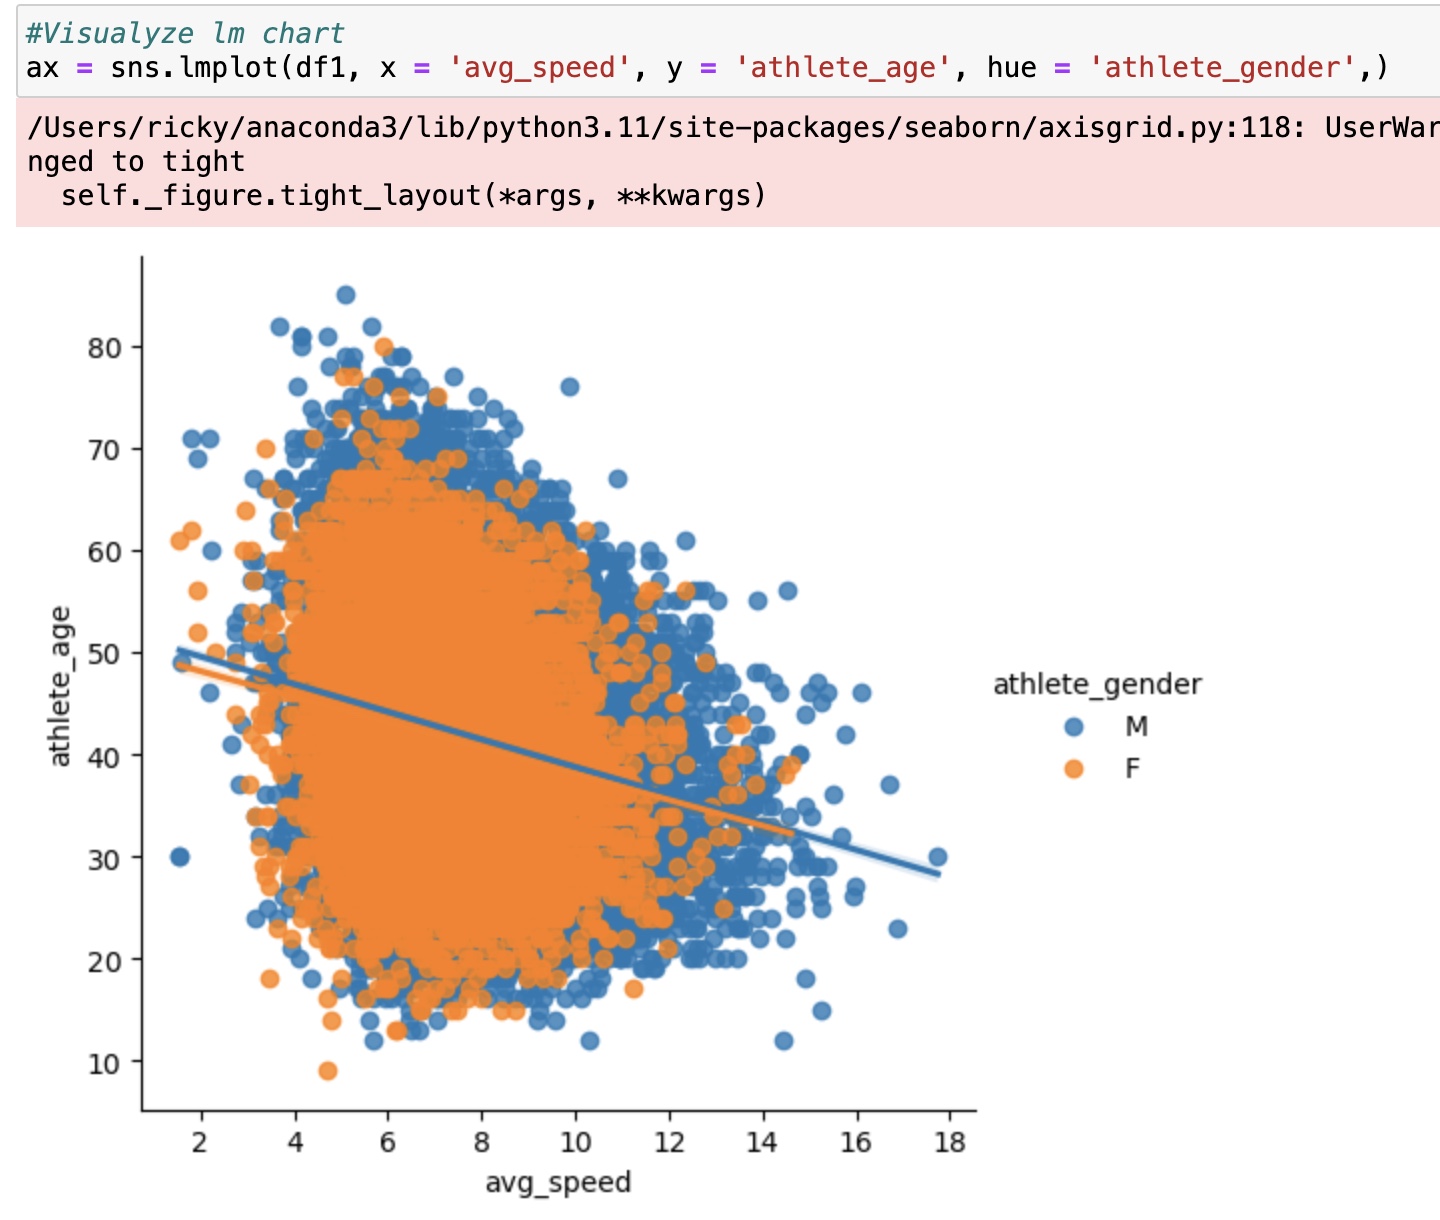 #Visualyze lm chart
ax = sns.lmplot(df1, x = 'avg_speed', y = 'athlete_age', hue = 'athlete_gender',)
/Users/ricky/anaconda3/lib/python3.11/site-packages/seaborn/axisgrid.py:118: UserWar
nged to tight
self._figure.tight_layout(*args, **kwargs)
80
70
60
50
40
30
20
10
athlete_age
2 4 6 8 10 12 14 16 18
avg_speed
athlete_gender
M
F